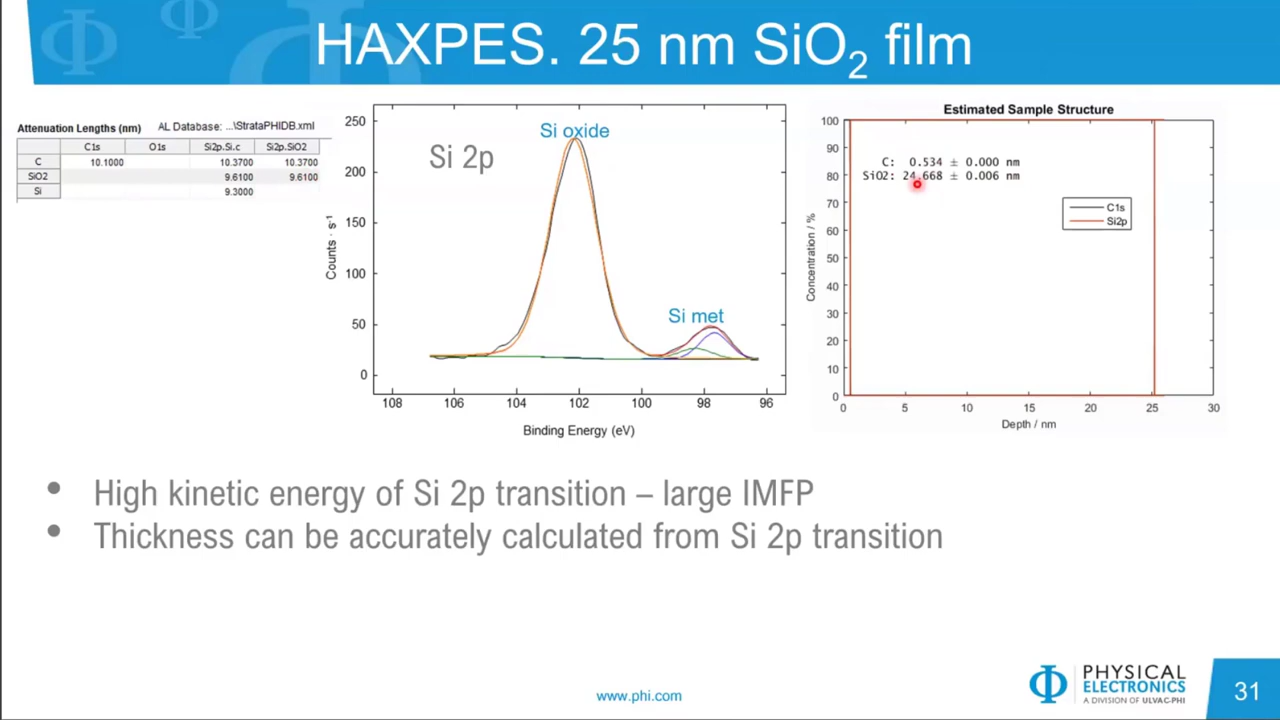 HAXPES. 25 nm SiO2 film
Attenuation Lengths (nm) AL Database: ...\StrataPHIDB.xml
C1s O1s Si2p.Si.c Si2p.SiO2
C 10.1000 10.3700 10.3700
SiO2 9.6100 9.6100
Si 9.3000
Si 2p
Si oxide
Si met
Counts · s-1
250
200
150
100
50
0
108 106 104 102 100 98 96
Binding Energy (eV)
Estimated Sample Structure
C: 0.534 ± 0.000 nm
SiO2: 24.668 ± 0.006 nm
C1s
Si2p
Concentration / %
100
90
80
70
60
50
40
30
20
10
0
0 5 10 15 20 25 30
Depth / nm
• High kinetic energy of Si 2p transition – large IMFP
• Thickness can be accurately calculated from Si 2p transition
www.phi.com
PHYSICAL
ELECTRONICS
A DIVISION OF ULVAC-PHI
31